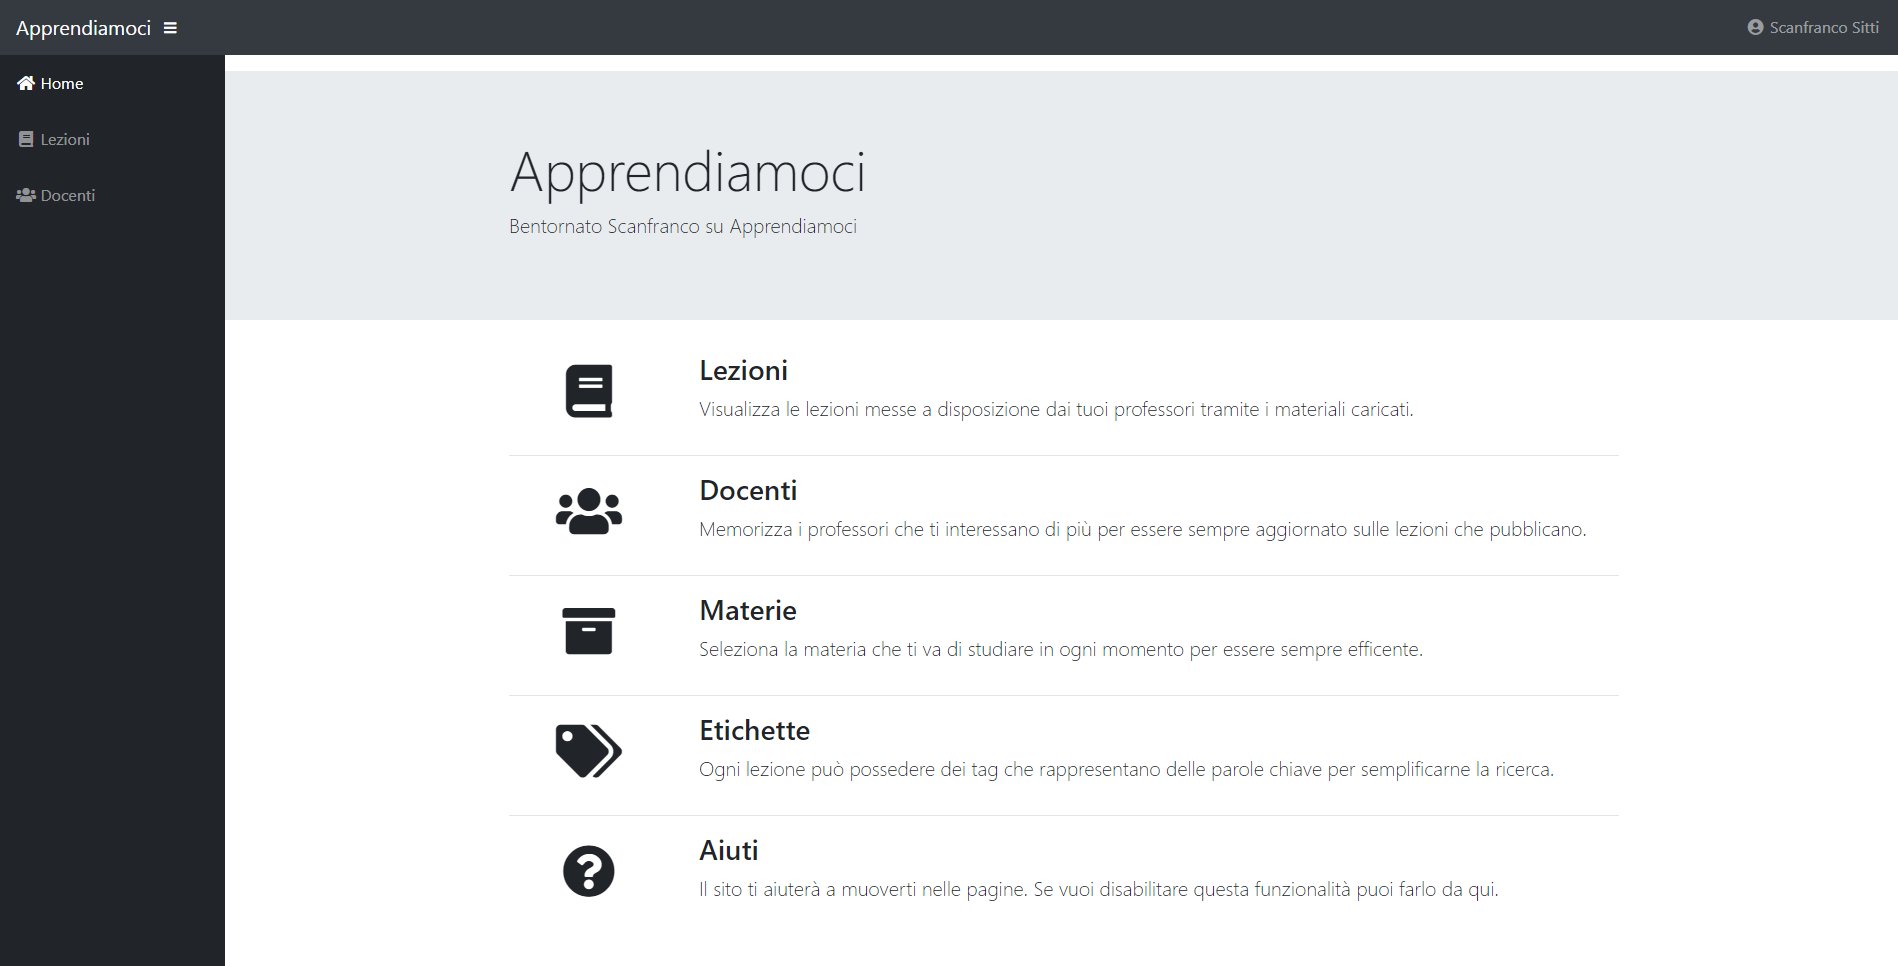 Apprendiamoci
Scanfranco Sitti
Home
Lezioni
Docenti
Apprendiamoci
Bentornato Scanfranco su Apprendiamoci
Lezioni
Visualizza le lezioni messe a disposizione dai tuoi professori tramite i materiali caricati.
Docenti
Memorizza i professori che ti interessano di più per essere sempre aggiornato sulle lezioni che pubblicano.
Materie
Seleziona la materia che ti va di studiare in ogni momento per essere sempre efficente.
Etichette
Ogni lezione può possedere dei tag che rappresentano delle parole chiave per semplificarne la ricerca.
Aiuti
Il sito ti aiuterà a muoverti nelle pagine. Se vuoi disabilitare questa funzionalità puoi farlo da qui.